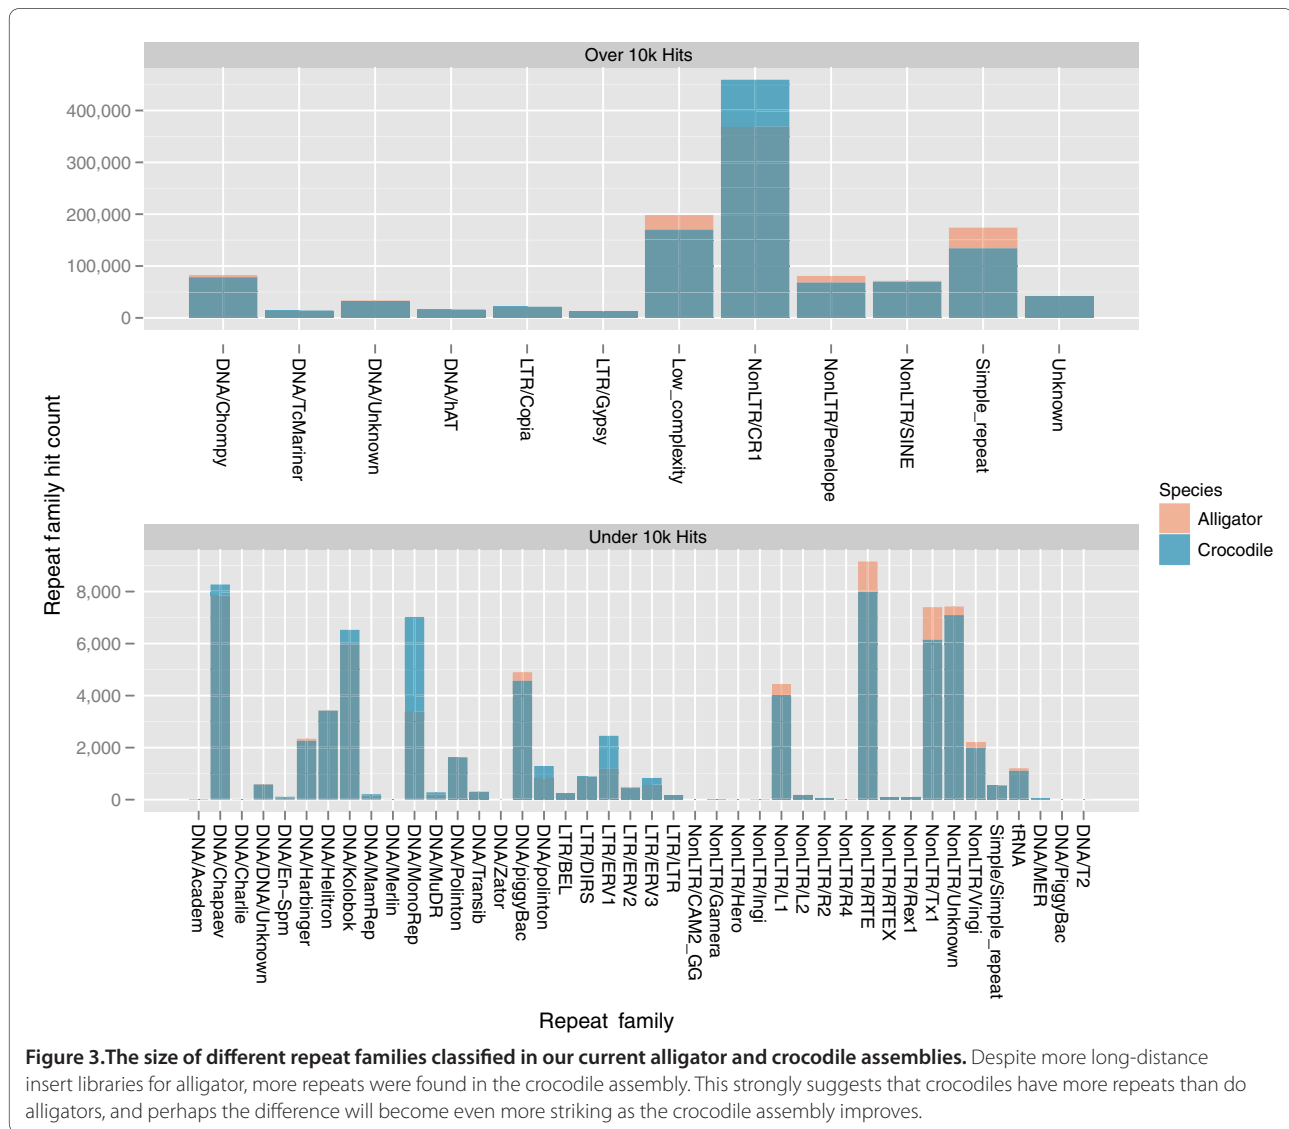 Over 10k Hits
400,000
300,000
200,000
100,000
0
DNA/Chompy
DNA/TcMariner
DNA/Unknown
DNA/hAT
LTR/Copia
LTR/Gypsy
Low_complexity
NonLTR/CR1
NonLTR/Penelope
NonLTR/SINE
Simple_repeat
Unknown
Repeat family hit count
Under 10k Hits
8,000
6,000
4,000
2,000
0
DNA/Academ
DNA/Chapaev
DNA/Charlie
DNA/DNA/Unknown
DNA/En-Spm
DNA/Harbinger
DNA/Helitron
DNA/Kolobok
DNA/MamRep
DNA/Merlin
DNA/MonoRep
DNA/MuDR
DNA/Polinton
DNA/Transib
DNA/Zator
DNA/piggyBac
DNA/polinton
LTR/BEL
LTR/DIRS
LTR/ERV1
LTR/ERV2
LTR/ERV3
LTR/LTR
NonLTR/CAM2_GG
NonLTR/Gamera
NonLTR/Hero
NonLTR/Ingi
NonLTR/L1
NonLTR/L2
NonLTR/R2
NonLTR/R4
NonLTR/RTE
NonLTR/RTEX
NonLTR/Rex1
NonLTR/Tx1
NonLTR/Unknown
NonLTR/Vingi
Simple/Simple_repeat
tRNA
DNA/MER
DNA/PiggyBac
DNA/T2
Repeat family
Species
Alligator
Crocodile
Figure 3.The size of different repeat families classified in our current alligator and crocodile assemblies. Despite more long-distance
insert libraries for alligator, more repeats were found in the crocodile assembly. This strongly suggests that crocodiles have more repeats than do
alligators, and perhaps the difference will become even more striking as the crocodile assembly improves.